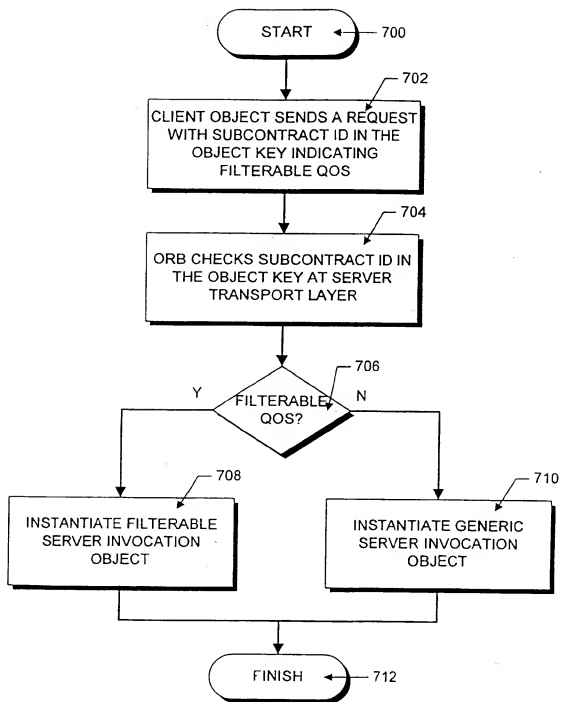 START
700
702
CLIENT OBJECT SENDS A REQUEST
WITH SUBCONTRACT ID IN THE
OBJECT KEY INDICATING
FILTERABLE QOS
704
ORB CHECKS SUBCONTRACT ID IN
THE OBJECT KEY AT SERVER
TRANSPORT LAYER
706
Y
FILTERABLE
QOS?
N
708
INSTANTIATE FILTERABLE
SERVER INVOCATION
OBJECT
710
INSTANTIATE GENERIC
SERVER INVOCATION
OBJECT
FINISH
712